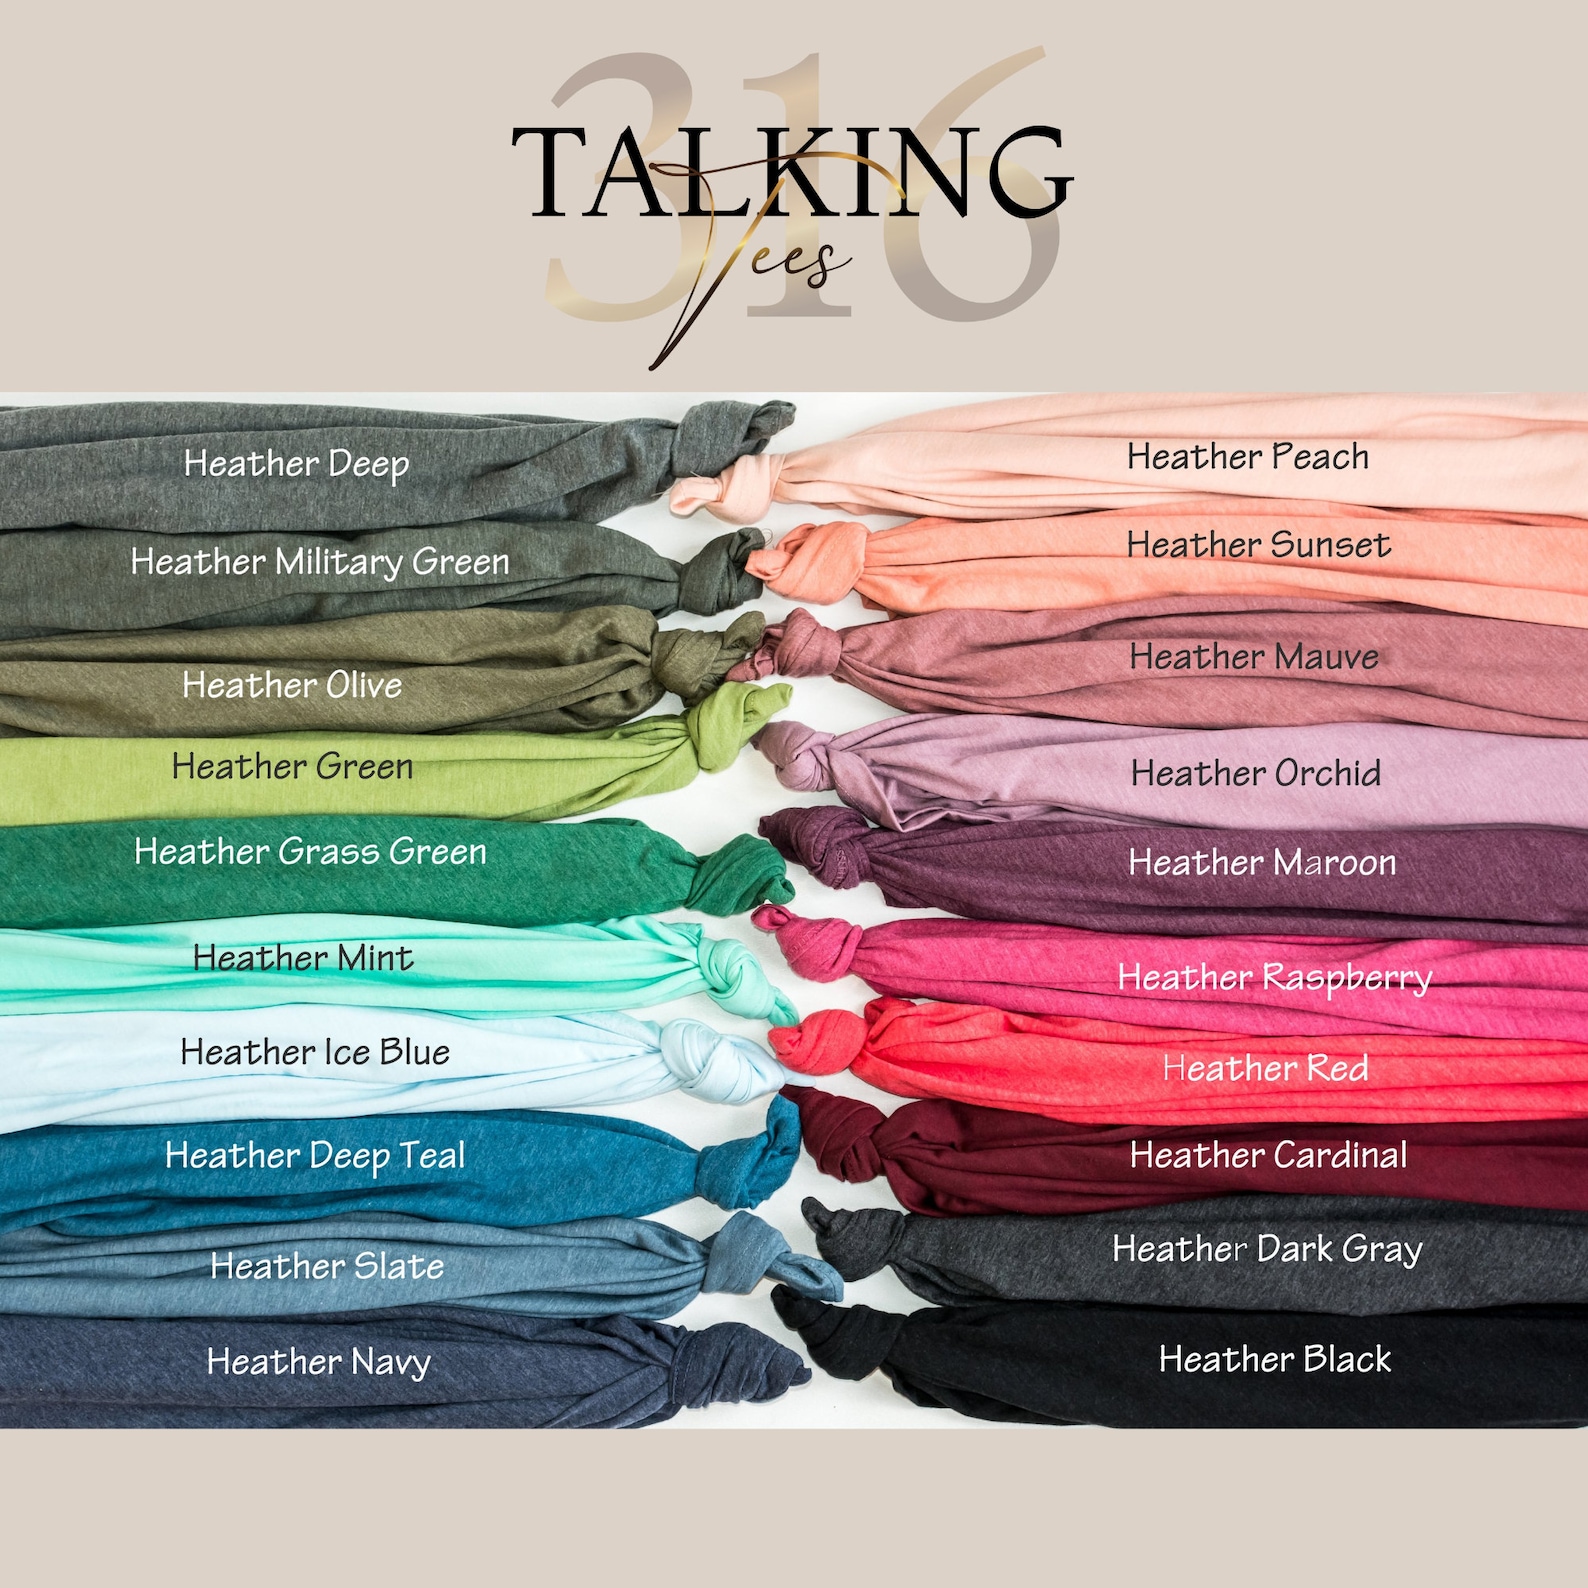 316
TALKING
Tees
Heather Deep
Heather Military Green
Heather Olive
Heather Green
Heather Grass Green
Heather Mint
Heather Ice Blue
Heather Deep Teal
Heather Slate
Heather Navy
Heather Peach
Heather Sunset
Heather Mauve
Heather Orchid
Heather Maroon
Heather Raspberry
Heather Red
Heather Cardinal
Heather Dark Gray
Heather Black